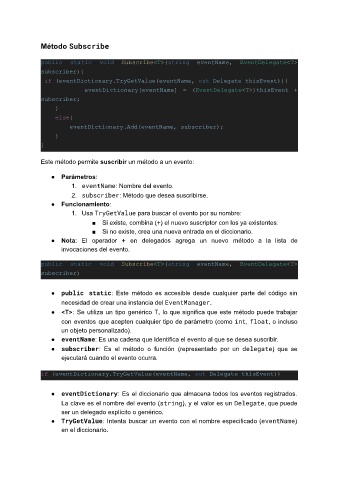 Método Subscribe
public static void Subscribe<T>(string eventName, EventDelegate<T>
subscriber){
if (eventDictionary.TryGetValue(eventName, out Delegate thisEvent)){
eventDictionary[eventName] = (EventDelegate<T>)thisEvent +
subscriber;
}
else{
eventDictionary.Add(eventName, subscriber);
}
}
Este método permite suscribir un método a un evento:
● Parámetros:
1. eventName: Nombre del evento.
2. subscriber: Método que desea suscribirse.
● Funcionamiento:
1. Usa TryGetValue para buscar el evento por su nombre:
■ Si existe, combina (+) el nuevo suscriptor con los ya existentes.
■ Si no existe, crea una nueva entrada en el diccionario.
● Nota: El operador + en delegados agrega un nuevo método a la lista de
invocaciones del evento.
public static void Subscribe<T>(string eventName, EventDelegate<T>
subscriber)
● public static: Este método es accesible desde cualquier parte del código sin
necesidad de crear una instancia del EventManager.
● <T>: Se utiliza un tipo genérico T, lo que significa que este método puede trabajar
con eventos que acepten cualquier tipo de parámetro (como int, float, o incluso
un objeto personalizado).
● eventName: Es una cadena que identifica el evento al que se desea suscribir.
● subscriber: Es el método o función (representado por un delegate) que se
ejecutará cuando el evento ocurra.
if (eventDictionary.TryGetValue(eventName, out Delegate thisEvent))
● eventDictionary: Es el diccionario que almacena todos los eventos registrados.
La clave es el nombre del evento (string), y el valor es un Delegate, que puede
ser un delegado explícito o genérico.
● TryGetValue: Intenta buscar un evento con el nombre especificado (eventName)
en el diccionario.